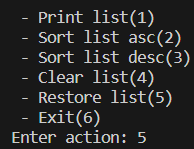 - Print list(1)
- Sort list asc(2)
- Sort list desc(3)
- Clear list(4)
- Restore list(5)
- Exit(6)
Enter action: 5